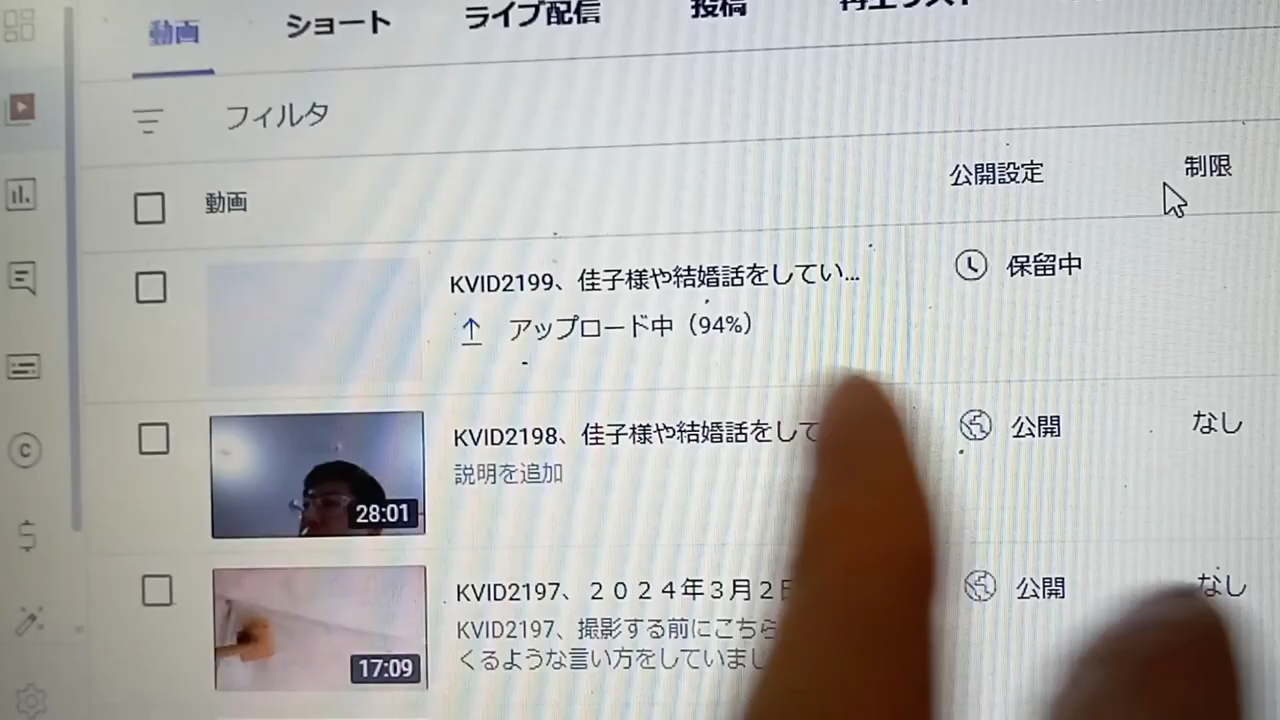 動画 ショート ライブ配信 投稿 再生リスト
フィルタ
動画 公開設定 制限
KVID2199、佳子様や結婚話をしてい... 保留中
アップロード中（94%）
KVID2198、佳子様や結婚話をして 公開 なし
説明を追加
28:01
KVID2197、２０２４年３月２日 公開 なし
KVID2197、撮影する前にこちら
くるような言い方をしていまし
17:09